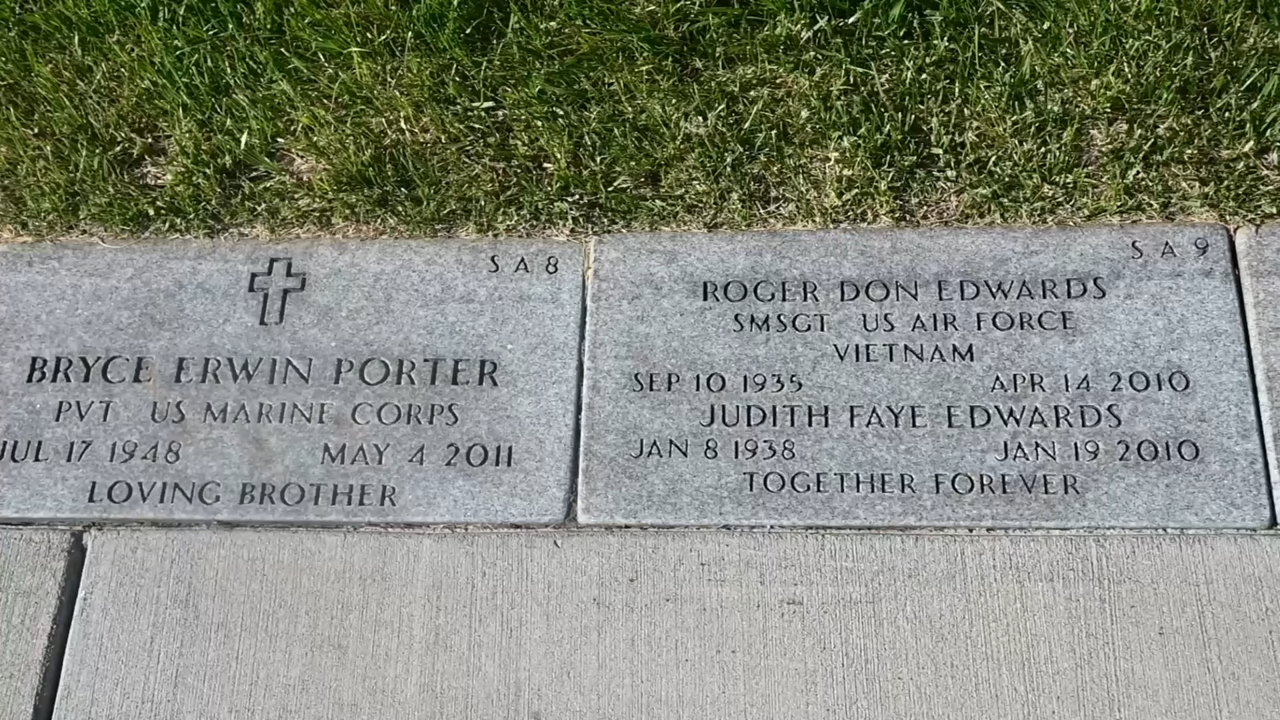 S A 8
BRYCE ERWIN PORTER
PVT US MARINE CORPS
JUL 17 1948 MAY 4 2011
LOVING BROTHER
S A 9
ROGER DON EDWARDS
SMSGT US AIR FORCE
VIETNAM
SEP 10 1935 APR 14 2010
JUDITH FAYE EDWARDS
JAN 8 1938 JAN 19 2010
TOGETHER FOREVER